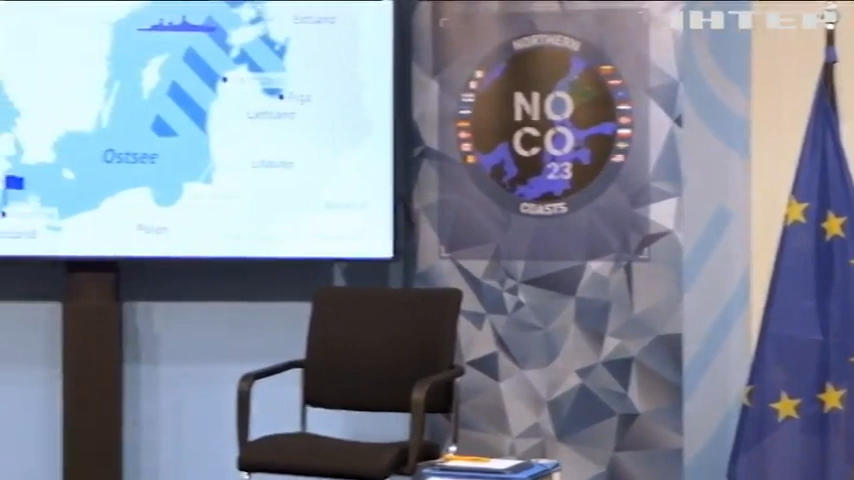 Estland
ІНТЕР
NORTHERN
NO
CO
23
COASTS
Riga
Lettland
Ostsee
Litauen
Polen